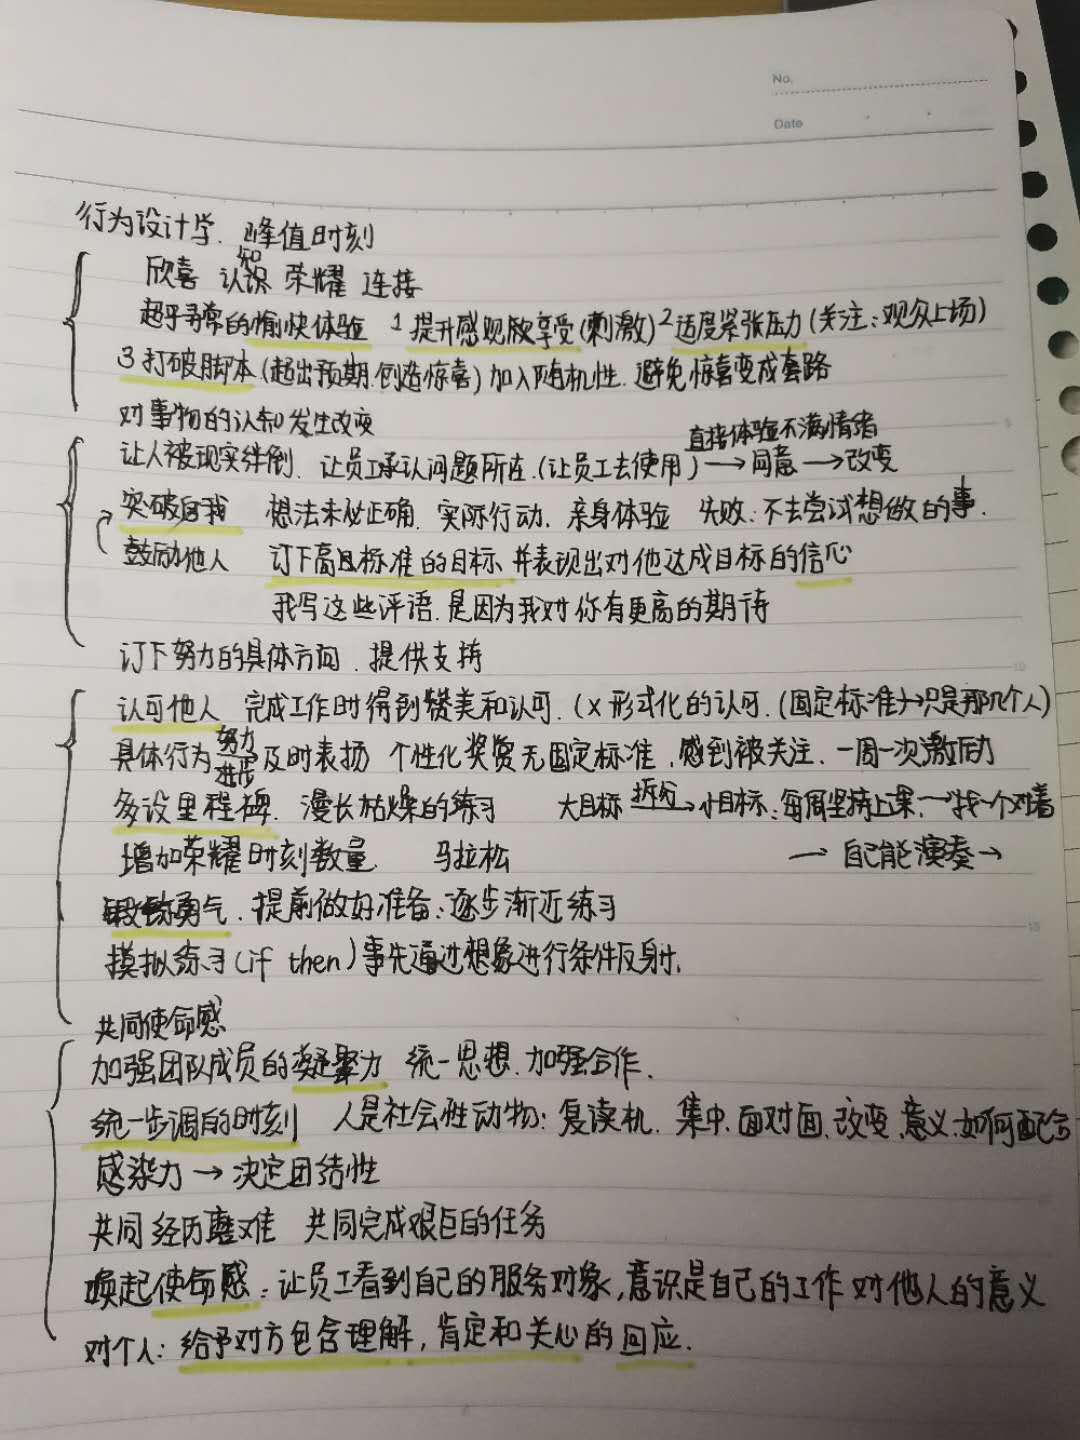 No.
Date
行为设计学. 峰值时刻
欣喜 认知 荣耀 连接
超乎寻常的愉快体验 1 提升感观 享受(刺激) 2 适度紧张压力(关注:观众上场)
3 打破脚本(超出预期.创造惊喜)加入随机性.避免惊喜变成套路
对事物的认知发生改变
直接体验不满情绪
让人被现实绊倒. 让员工承认问题所在.(让员工去使用)→同意→改变
突破自我 想法未必正确. 实际行动. 亲身体验 失败:不去尝试想做的事.
鼓励他人 订下高且标准的目标 并表现出对他达成目标的信心
我写这些评语.是因为我对你有更高的期待
订下努力的具体方向. 提供支持
认可他人 完成工作时得到赞美和认可.(x 形式化的认可.(固定标准)→只是那几个人)
具体行为 努力 进步 及时表扬 个性化奖赏无固定标准. 感到被关注. 一周一次激励
多设里程碑. 漫长枯燥的练习 大目标 拆分→小目标:每周坚持上课.→找一个对着
增加荣耀时刻数量 马拉松 → 自己能演奏→
锻炼勇气. 提前做好准备:逐步渐近练习
摸拟练习(if then)事先通过想象进行条件反射.
共同使命感
加强团队成员的凝聚力 统一思想.加强合作.
统一步调的时刻 人是社会性动物:复读机. 集中.面对面.改变.意义.如何配合
感染力→决定团结性
共同经历磨难 共同完成艰巨的任务
唤起使命感:让员工看到自己的服务对象,意识是自己的工作对他人的意义
对个人:给予对方包含理解,肯定和关心的回应.